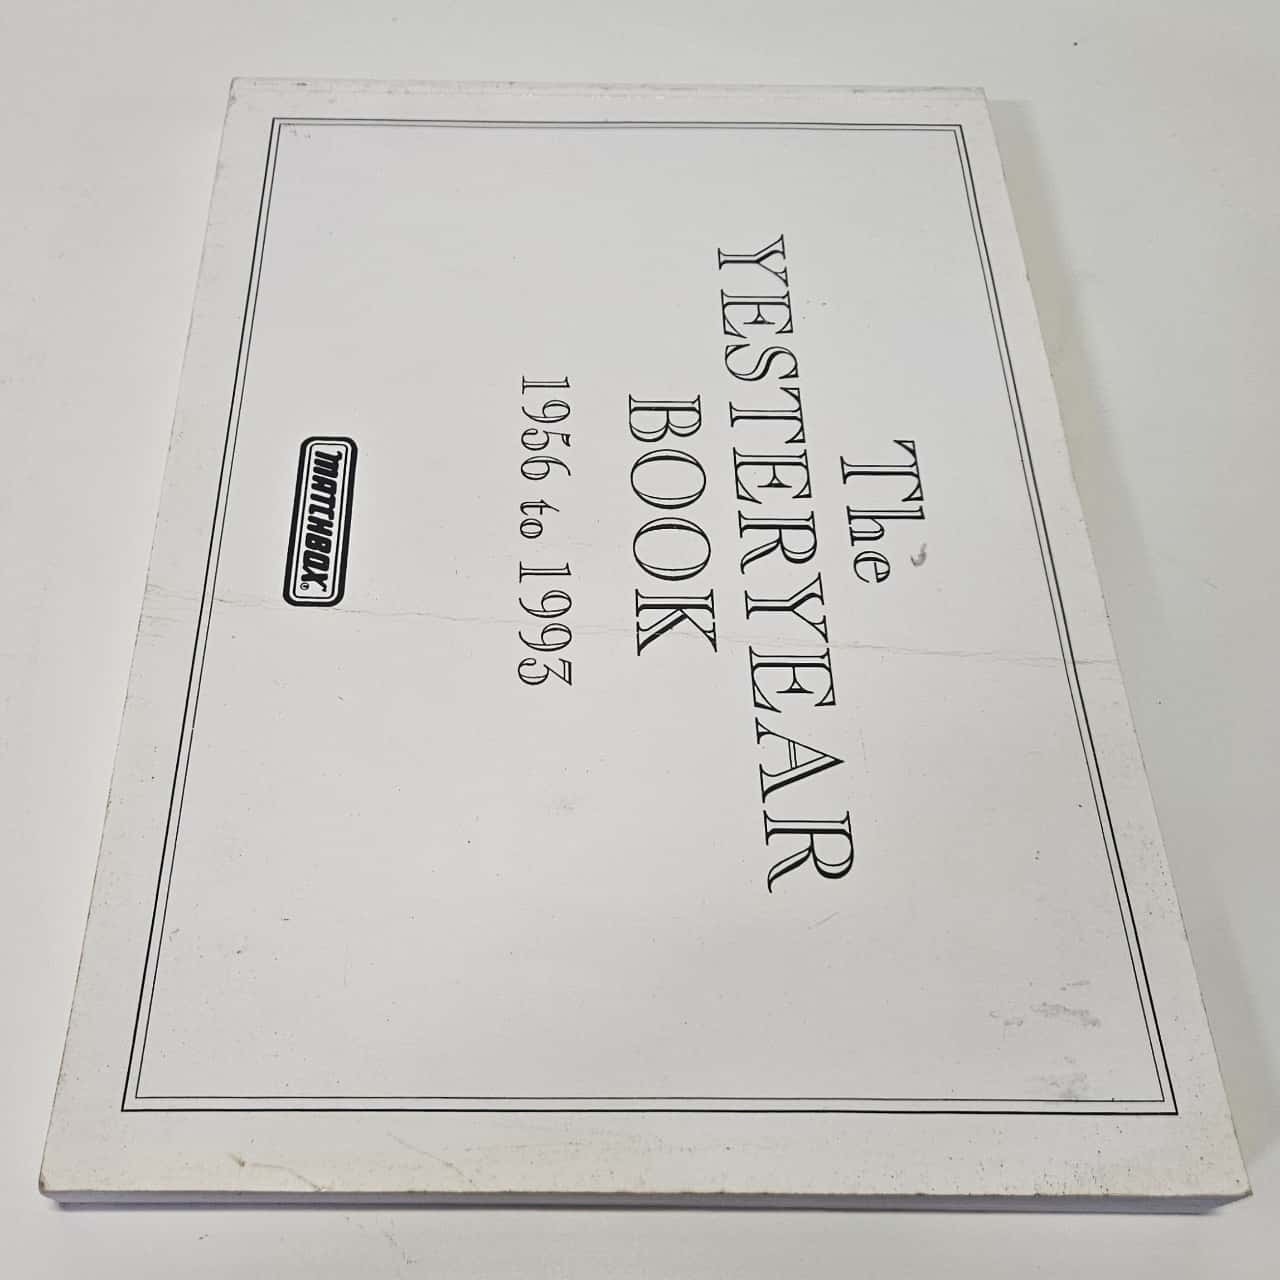 The
YESTERYEAR
BOOK
1956 to 1993
MATCHBOX©